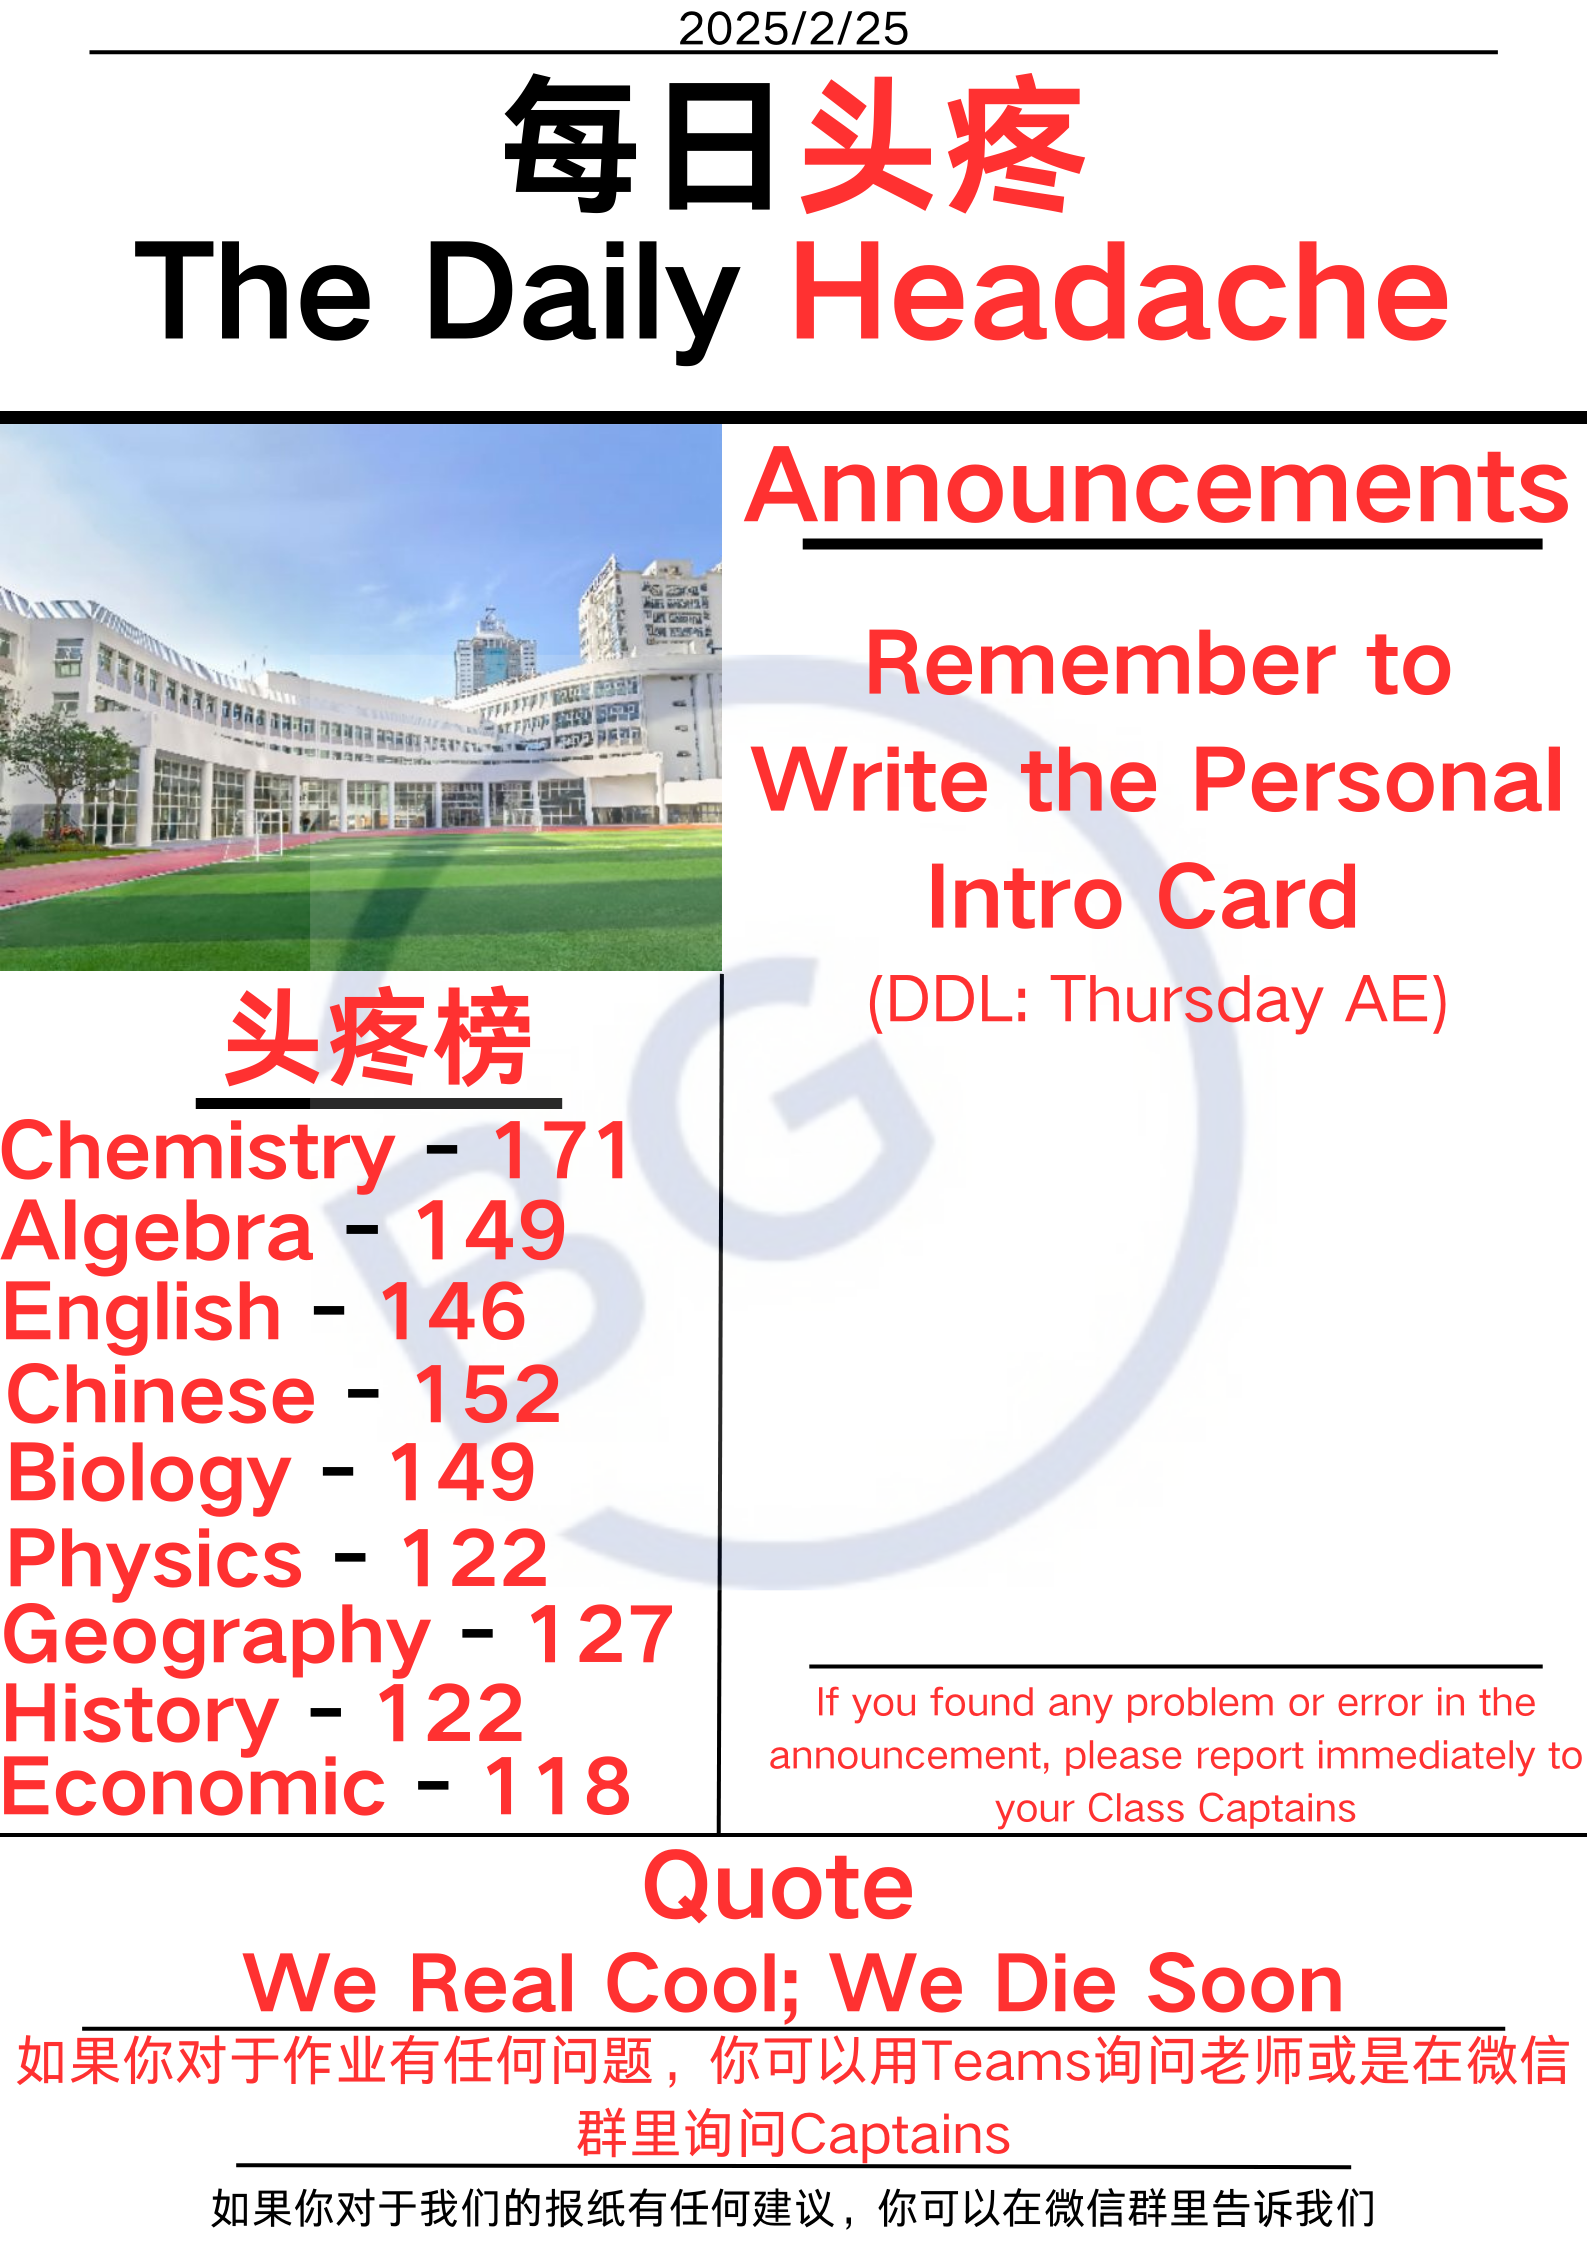 2025/2/25
每日头疼
The Daily Headache
Announcements
Remember to
Write the Personal
Intro Card
(DDL: Thursday AE)
头疼榜
Chemistry - 171
Algebra - 149
English - 146
Chinese - 152
Biology - 149
Physics - 122
Geography - 127
History - 122
Economic - 118
BG
If you found any problem or error in the
announcement, please report immediately to
your Class Captains
Quote
We Real Cool; We Die Soon
如果你对于作业有任何问题，你可以用Teams询问老师或是在微信
群里询问Captains
如果你对于我们的报纸有任何建议，你可以在微信群里告诉我们